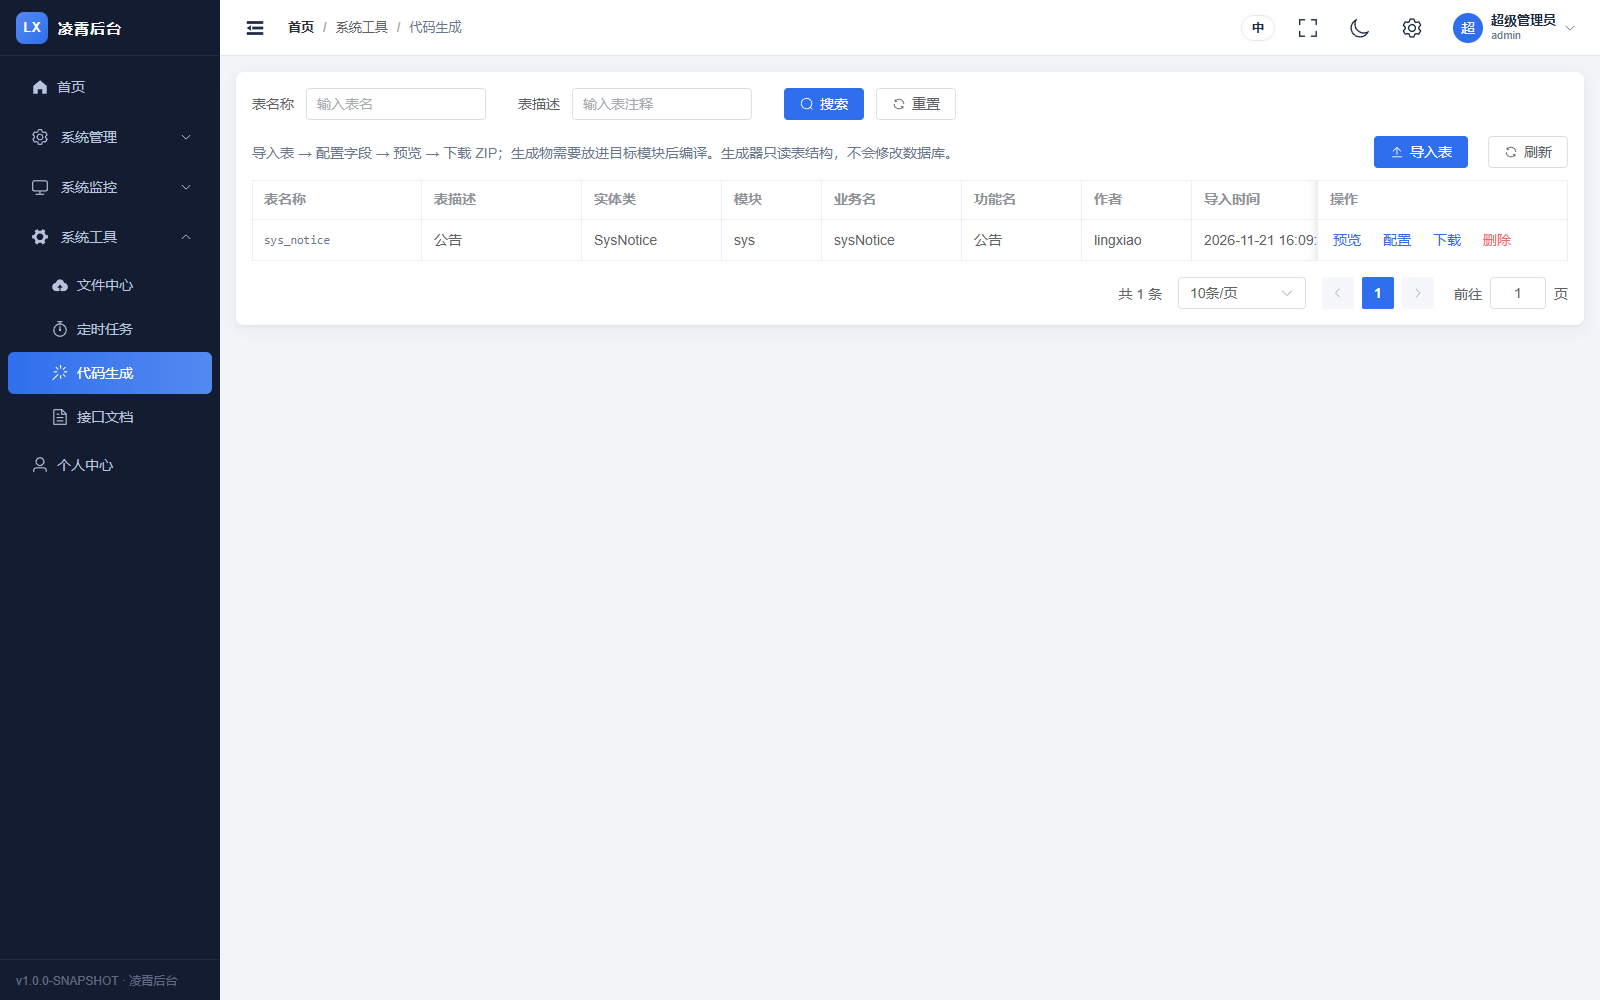 LX 凌霄后台
首页 / 系统工具 / 代码生成
中
超
超级管理员
admin
首页
系统管理
系统监控
系统工具
文件中心
定时任务
代码生成
接口文档
个人中心
v1.0.0-SNAPSHOT · 凌霄后台
表名称 输入表名 表描述 输入表注释 搜索 重置
导入表 → 配置字段 → 预览 → 下载 ZIP；生成物需要放进目标模块后编译。生成器只读表结构，不会修改数据库。 导入表 刷新
表名称 表描述 实体类 模块 业务名 功能名 作者 导入时间 操作
sys_notice 公告 SysNotice sys sysNotice 公告 lingxiao 2026-11-21 16:09: 预览 配置 下载 删除
共 1 条 10条/页 1 前往 1 页